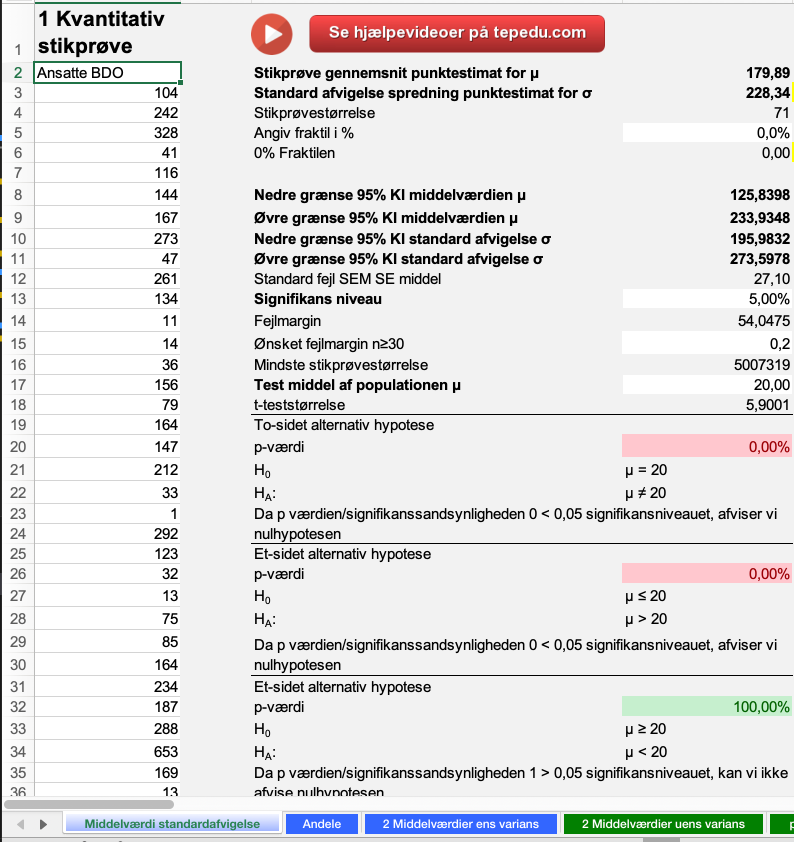 1 Kvantitativ
stikprøve
1
Se hjælpevideoer på tepedu.com
2 Ansatte BDO Stikprøve gennemsnit punktestimat for μ 179,89
3 104 Standard afvigelse spredning punktestimat for σ 228,34
4 242 Stikprøvestørrelse 71
5 328 Angiv fraktil i % 0,0%
6 41 0% Fraktilen 0,00
7 116
8 144 Nedre grænse 95% KI middelværdien μ 125,8398
9 167 Øvre grænse 95% KI middelværdien μ 233,9348
10 273 Nedre grænse 95% KI standard afvigelse σ 195,9832
11 47 Øvre grænse 95% KI standard afvigelse σ 273,5978
12 261 Standard fejl SEM SE middel 27,10
13 134 Signifikans niveau 5,00%
14 11 Fejlmargin 54,0475
15 14 Ønsket fejlmargin n≥30 0,2
16 36 Mindste stikprøvestørrelse 5007319
17 156 Test middel af populationen μ 20,00
18 79 t-teststørrelse 5,9001
19 164 To-sidet alternativ hypotese
20 147 p-værdi 0,00%
21 212 H₀ μ = 20
22 33 H_A: μ ≠ 20
23 1 Da p værdien/signifikanssandsynligheden 0 < 0,05 signifikansniveauet, afviser vi
24 292 nulhypotesen
25 123 Et-sidet alternativ hypotese
26 32 p-værdi 0,00%
27 13 H₀ μ ≤ 20
28 75 H_A: μ > 20
29 85 Da p værdien/signifikanssandsynligheden 0 < 0,05 signifikansniveauet, afviser vi
30 164 nulhypotesen
31 234 Et-sidet alternativ hypotese
32 187 p-værdi 100,00%
33 288 H₀ μ ≥ 20
34 653 H_A: μ < 20
35 169 Da p værdien/signifikanssandsynligheden 1 > 0,05 signifikansniveauet, kan vi ikke
36 13 afvise nulhypotesen
Middelværdi standardafvigelse Andele 2 Middelværdier ens varians 2 Middelværdier uens varians